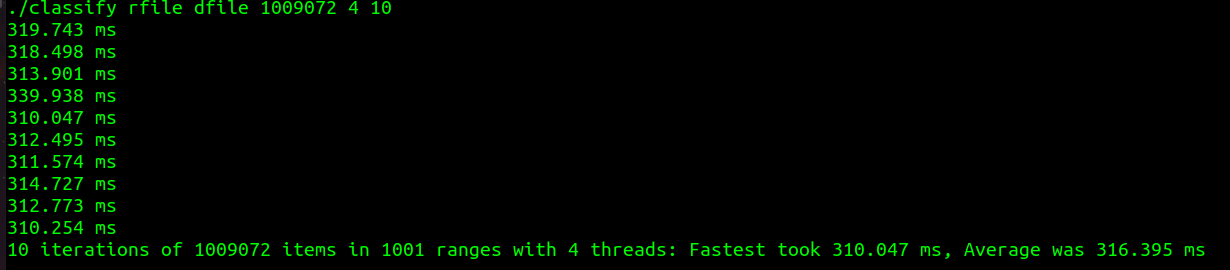 ./classify rfile dfile 1009072 4 10
319.743 ms
318.498 ms
313.901 ms
339.938 ms
310.047 ms
312.495 ms
311.574 ms
314.727 ms
312.773 ms
310.254 ms
10 iterations of 1009072 items in 1001 ranges with 4 threads: Fastest took 310.047 ms, Average was 316.395 ms